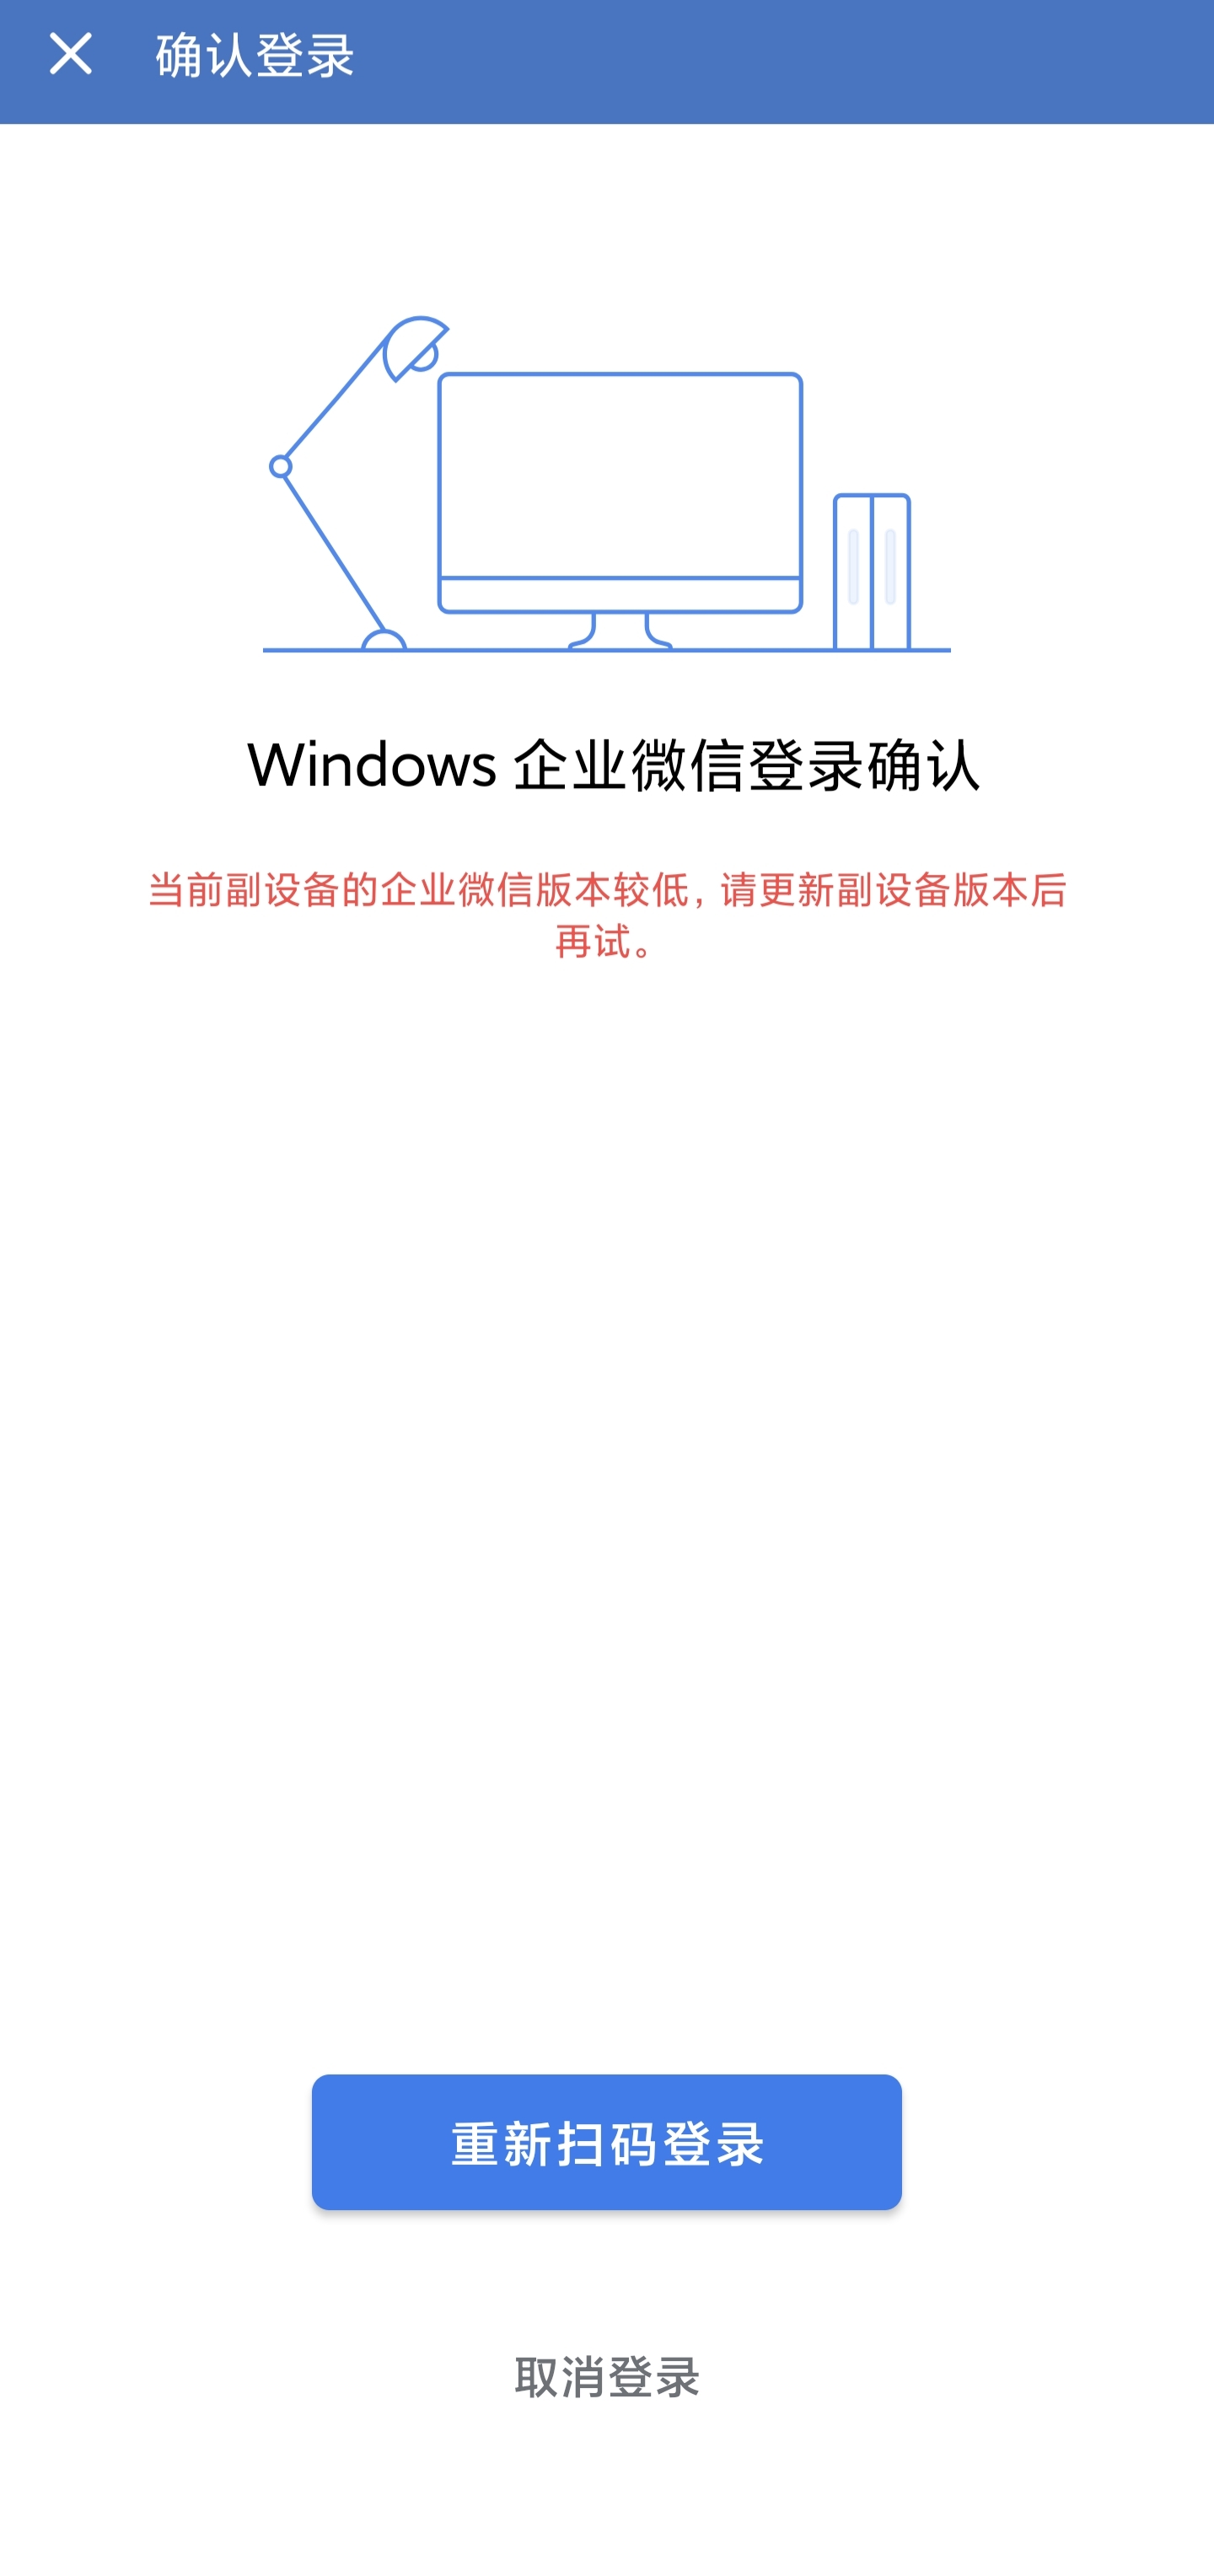 确认登录
Windows 企业微信登录确认
当前副设备的企业微信版本较低，请更新副设备版本后
再试。
重新扫码登录
取消登录